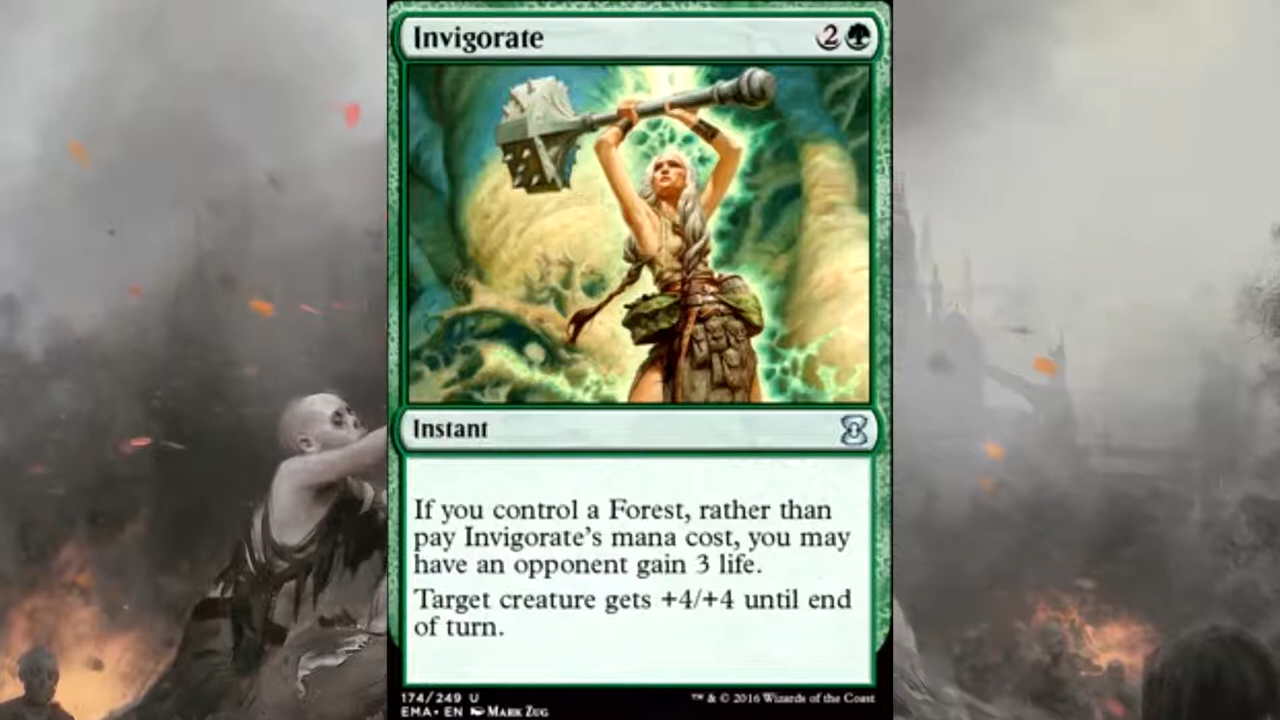 Invigorate 2
Instant
If you control a Forest, rather than
pay Invigorate's mana cost, you may
have an opponent gain 3 life.
Target creature gets +4/+4 until end
of turn.
174/249 U ™ & © 2016 Wizards of the Coast
EMA • EN Mark Zug